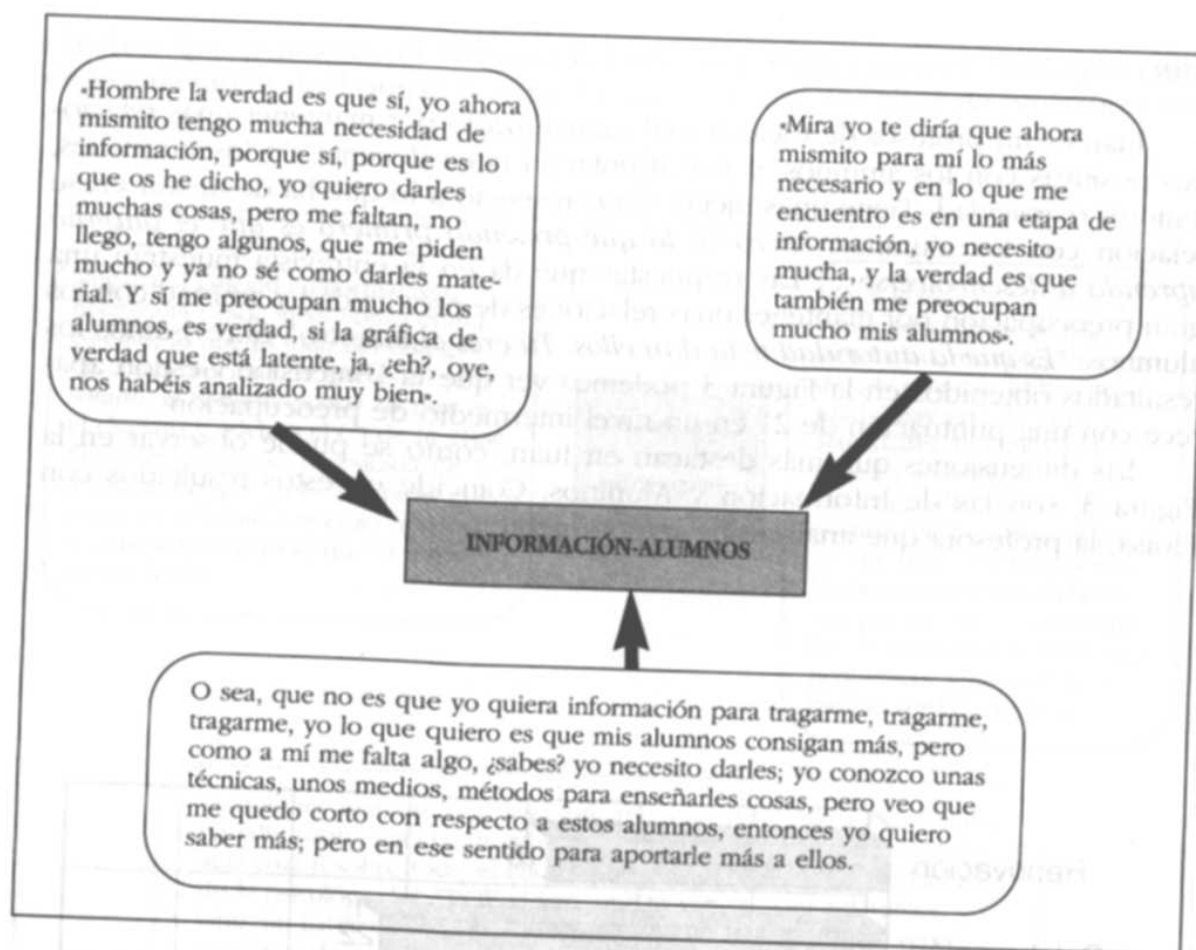 «Hombre la verdad es que sí, yo ahora
mismito tengo mucha necesidad de
información, porque sí, porque es lo
que os he dicho, yo quiero darles
muchas cosas, pero me faltan, no
llego, tengo algunos, que me piden
mucho y ya no sé como darles mate-
rial. Y sí me preocupan mucho los
alumnos, es verdad, si la gráfica de
verdad que está latente, ja, ¿eh?, oye,
nos habéis analizado muy bien».
«Mira yo te diría que ahora
mismito para mí lo más
necesario y en lo que me
encuentro es en una etapa de
información, yo necesito
mucha, y la verdad es que
también me preocupan
mucho mis alumnos».
INFORMACIÓN-ALUMNOS
O sea, que no es que yo quiera información para tragarme, tragarme,
tragarme, yo lo que quiero es que mis alumnos consigan más, pero
como a mí me falta algo, ¿sabes? yo necesito darles; yo conozco unas
técnicas, unos medios, métodos para enseñarles cosas, pero veo que
me quedo corto con respecto a estos alumnos, entonces yo quiero
saber más; pero en ese sentido para aportarle más a ellos.